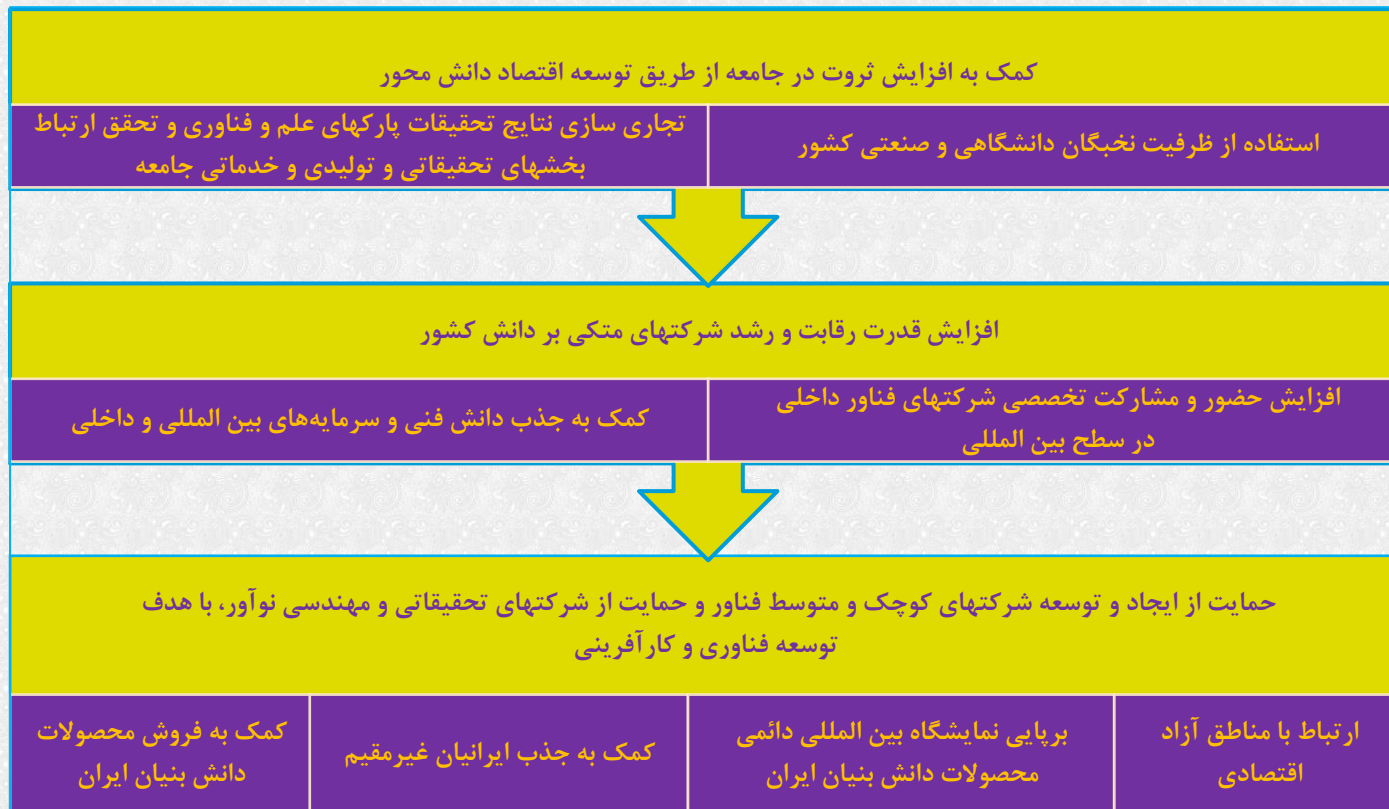 کمک به افزایش ثروت در جامعه از طریق توسعه اقتصاد دانش محور
استفاده از ظرفیت نخبگان دانشگاهی و صنعتی کشور
تجاری سازی نتایج تحقیقات پارکهای علم و فناوری و تحقق ارتباط
بخشهای تحقیقاتی و تولیدی و خدماتی جامعه
افزایش قدرت رقابت و رشد شرکتهای متکی بر دانش کشور
افزایش حضور و مشارکت تخصصی شرکتهای فناور داخلی
در سطح بین المللی
کمک به جذب دانش فنی و سرمایه‌های بین المللی و داخلی
حمایت از ایجاد و توسعه شرکتهای کوچک و متوسط فناور و حمایت از شرکتهای تحقیقاتی و مهندسی نوآور، با هدف
توسعه فناوری و کارآفرینی
ارتباط با مناطق آزاد
اقتصادی
برپایی نمایشگاه بین المللی دائمی
محصولات دانش بنیان ایران
کمک به جذب ایرانیان غیرمقیم
کمک به فروش محصولات
دانش بنیان ایران